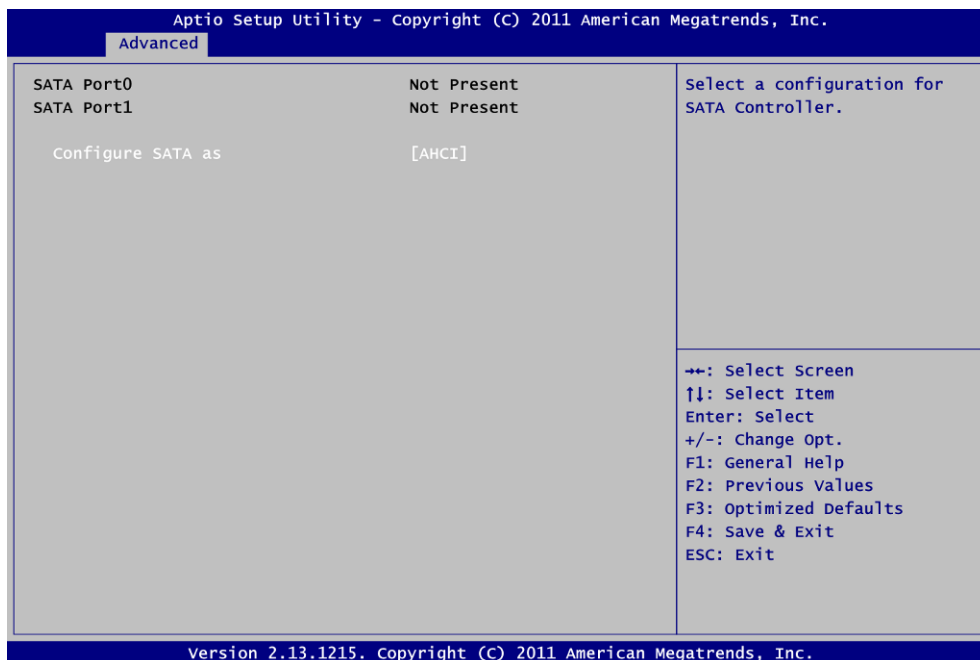 Aptio Setup Utility - Copyright (C) 2011 American Megatrends, Inc.
Advanced
SATA Port0 Not Present
SATA Port1 Not Present
Configure SATA as [AHCI]
Select a configuration for
SATA Controller.
→←: Select Screen
↑↓: Select Item
Enter: Select
+/-: Change Opt.
F1: General Help
F2: Previous Values
F3: Optimized Defaults
F4: Save & Exit
ESC: Exit
Version 2.13.1215. Copyright (C) 2011 American Megatrends, Inc.